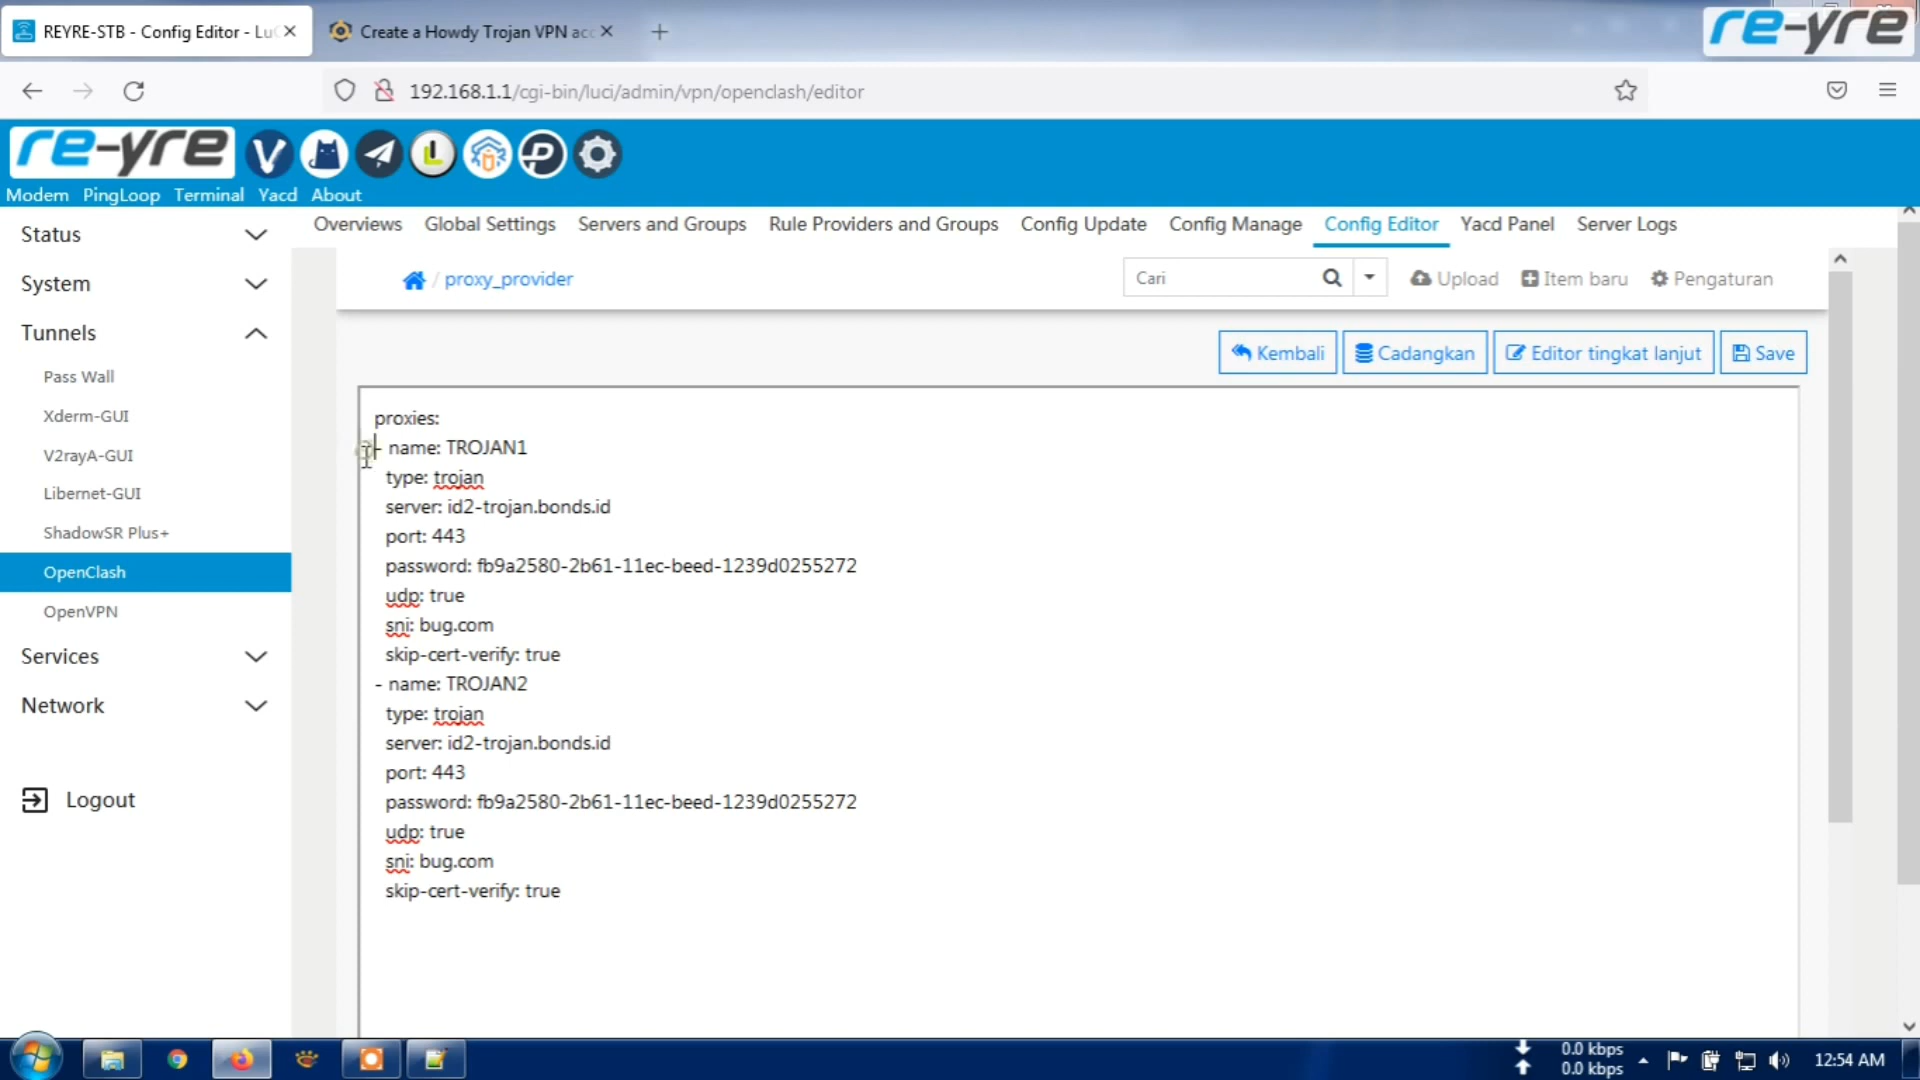 REYRE-STB - Config Editor - Lu
Create a Howdy Trojan VPN acc
re-yre
192.168.1.1/cgi-bin/luci/admin/vpn/openclash/editor
re-yre
Modem PingLoop Terminal Yacd About
Status
System
Tunnels
Pass Wall
Xderm-GUI
V2rayA-GUI
Libernet-GUI
ShadowSR Plus+
OpenClash
OpenVPN
Services
Network
Logout
Overviews Global Settings Servers and Groups Rule Providers and Groups Config Update Config Manage Config Editor Yacd Panel Server Logs
/ proxy_provider
Cari
Upload Item baru Pengaturan
Kembali Cadangkan Editor tingkat lanjut Save
proxies:
- name: TROJAN1
type: trojan
server: id2-trojan.bonds.id
port: 443
password: fb9a2580-2b61-11ec-beed-1239d0255272
udp: true
sni: bug.com
skip-cert-verify: true
- name: TROJAN2
type: trojan
server: id2-trojan.bonds.id
port: 443
password: fb9a2580-2b61-11ec-beed-1239d0255272
udp: true
sni: bug.com
skip-cert-verify: true
0.0 kbps
0.0 kbps
12:54 AM